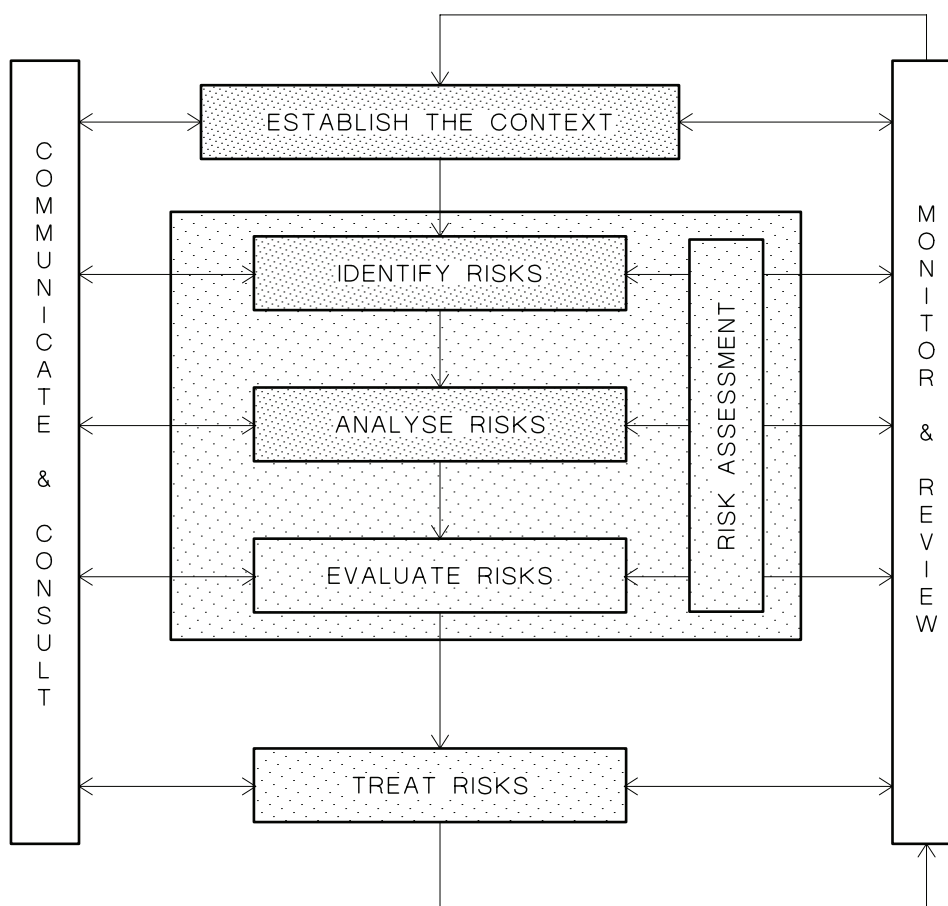 COMMUNICATE & CONSULT
ESTABLISH THE CONTEXT
IDENTIFY RISKS
ANALYSE RISKS
EVALUATE RISKS
RISK ASSESSMENT
TREAT RISKS
MONITOR & REVIEW